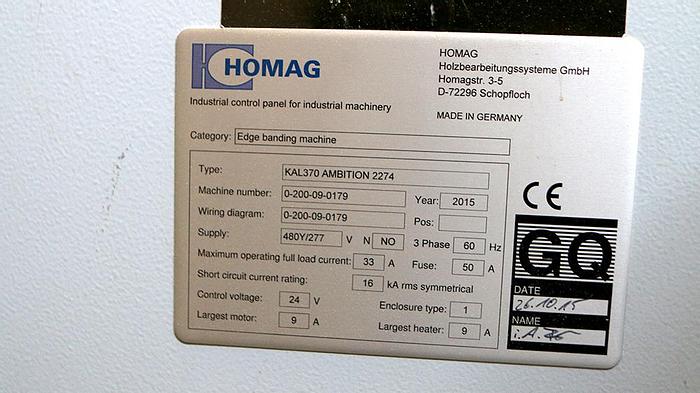 HOMAG
HOMAG
Holzbearbeitungssysteme GmbH
Homagstr. 3-5
D-72296 Schopfloch
Industrial control panel for industrial machinery
MADE IN GERMANY
Category: Edge banding machine
Type: KAL370 AMBITION 2274
Machine number: 0-200-09-0179 Year: 2015
Wiring diagram: 0-200-09-0179 Pos:
Supply: 480Y/277 V N NO 3 Phase 60 Hz
Maximum operating full load current: 33 A Fuse: 50 A
Short circuit current rating: 16 kA rms symmetrical
Control voltage: 24 V Enclosure type: 1
Largest motor: 9 A Largest heater: 9 A
CE
GQ
DATE
26.10.15
NAME
i.A.